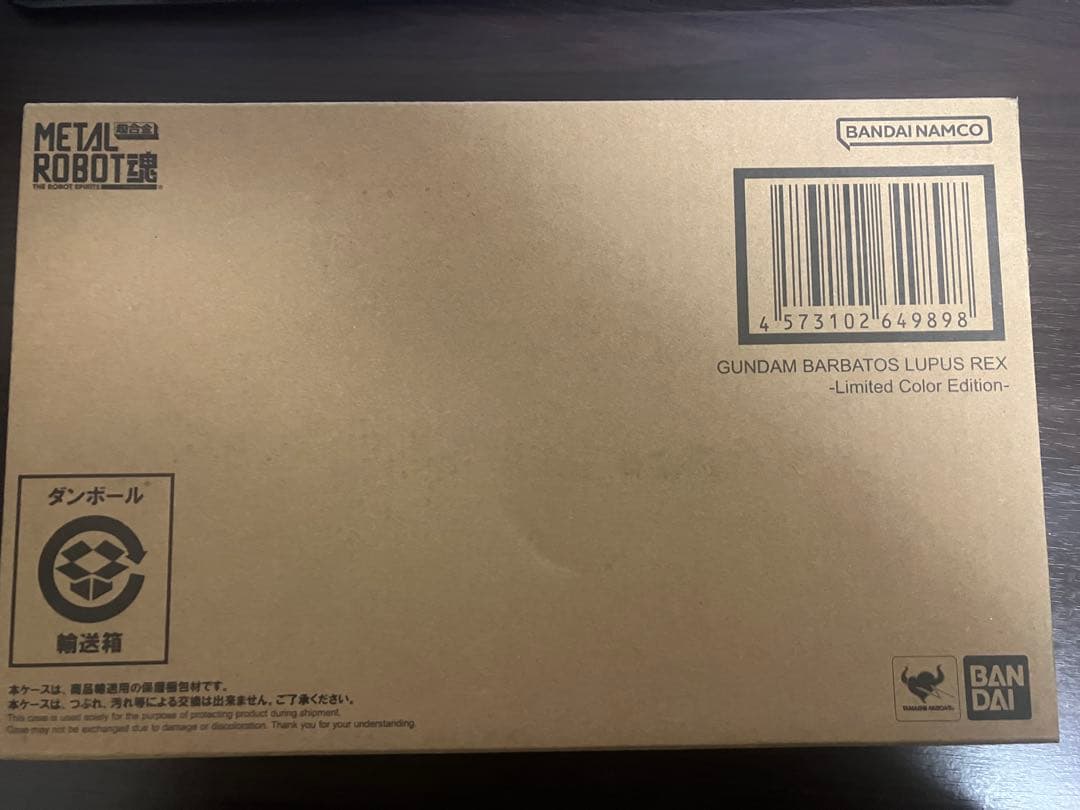 METAL 超合金
ROBOT魂
THE ROBOT SPIRITS
BANDAI NAMCO
4 573102 649898
GUNDAM BARBATOS LUPUS REX
-Limited Color Edition-
ダンボール
輸送箱
本ケースは、商品輸送用の保護梱包材です。
本ケースは、つぶれ、汚れ等による交換は出来ません。ご了承ください。
This case is used solely for the purpose of protecting product during shipment.
Case may not be exchanged due to damage or discoloration. Thank you for your understanding.
TAMASHII NATIONS
BAN
DAI